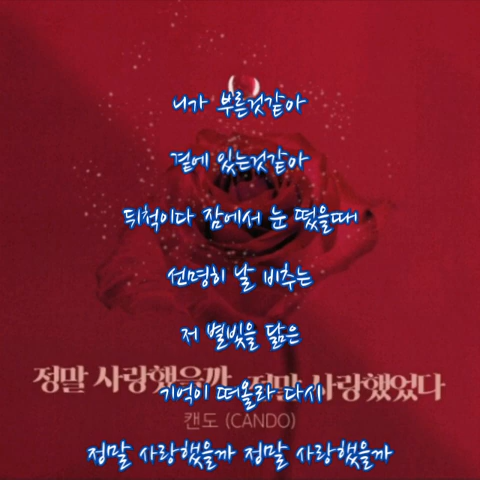 니가 부른것같아
곁에 있는것같아
뒤척이다 잠에서 눈 떴을때
선명히 날 비추는
저 별빛을 닮은
정말 사랑했을까 정말 사랑했었다
기억이 떠올라 다시
캔도 (CANDO)
정말 사랑했을까 정말 사랑했을까